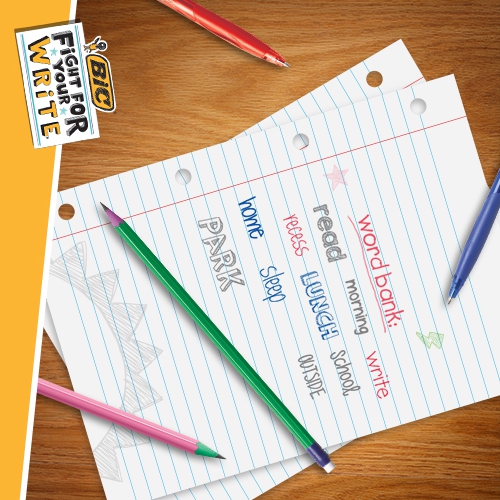 BIC
FIGHT FOR
YOUR
WRITE
word bank:
read morning write
recess LUNCH School
home sleep OUTSIDE
PARK